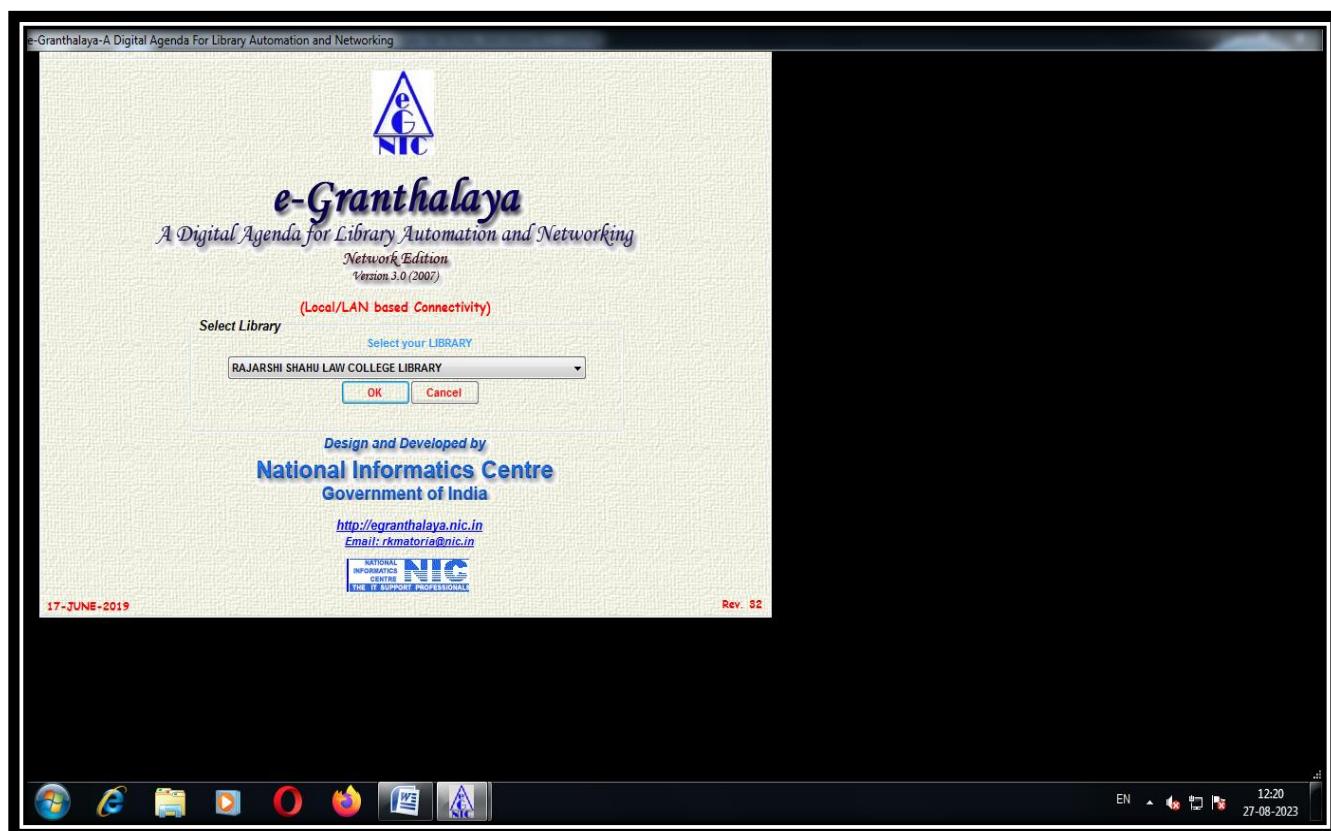 e-Granthalaya-A Digital Agenda For Library Automation and Networking
e
G
NIC
e-Granthalaya
A Digital Agenda for Library Automation and Networking
Network Edition
Version 3.0 (2007)
(Local/LAN based Connectivity)
Select Library
Select your LIBRARY
RAJARSHI SHAHU LAW COLLEGE LIBRARY
OK Cancel
Design and Developed by
National Informatics Centre
Government of India
http://egranthalaya.nic.in
Email: rkmatoria@nic.in
NATIONAL
INFORMATICS
CENTRE
NIC
THE IT SUPPORT PROFESSIONALS
17-JUNE-2019 Rev. 32
EN 12:20
27-08-2023